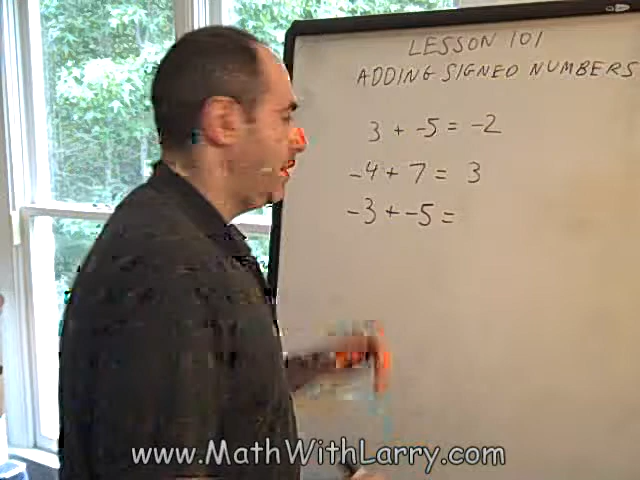 LESSON 101
ADDING SIGNED NUMBERS
3 + -5 = -2
-4 + 7 = 3
-3 + -5 =
www.MathWithLarry.com